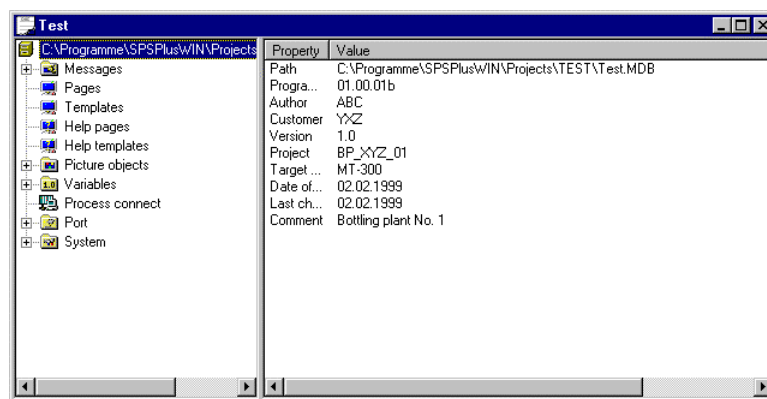 Test
C:\Programme\SPSPlusWIN\Projects
Messages
Pages
Templates
Help pages
Help templates
Picture objects
Variables
Process connect
Port
System
Property Value
Path C:\Programme\SPSPlusWIN\Projects\TEST\Test.MDB
Progra... 01.00.01b
Author ABC
Customer YXZ
Version 1.0
Project BP_XYZ_01
Target ... MT-300
Date of... 02.02.1999
Last ch... 02.02.1999
Comment Bottling plant No. 1